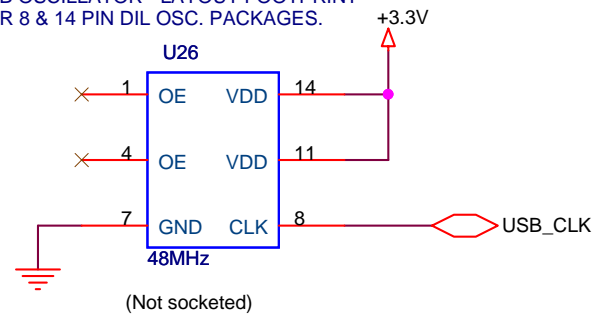 R 8 & 14 PIN DIL OSC. PACKAGES.
+3.3V
U26
1 OE VDD 14
4 OE VDD 11
7 GND CLK 8
USB_CLK
48MHz
(Not socketed)